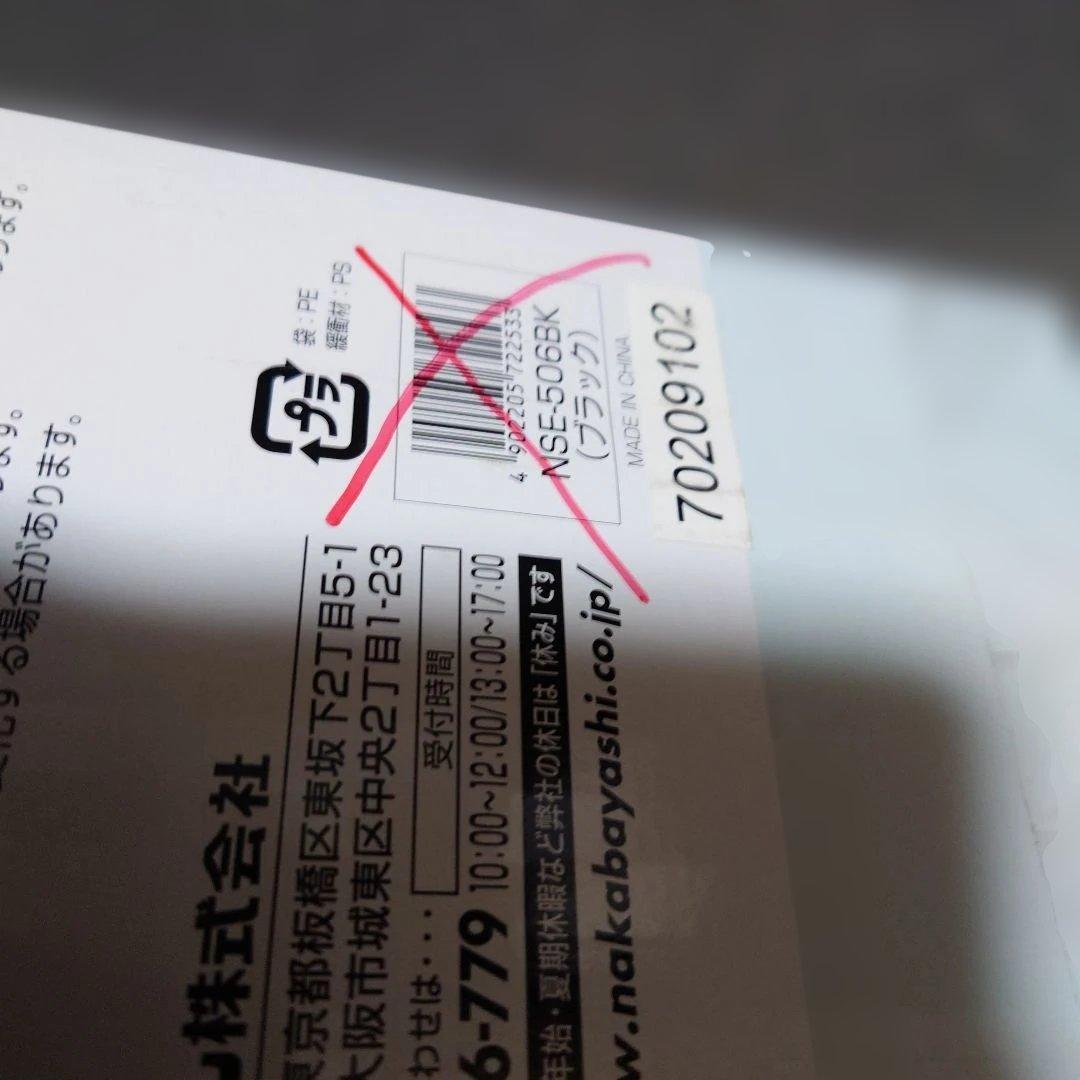 ります。
ます。
する場合があります。
株式会社
東京都板橋区東坂下2丁目5-1
大阪市城東区中央2丁目1-23
わせは・・・
受付時間
6-779 10:00~12:00/13:00~17:00
年始・夏期休暇など弊社の休日は「休み」です
w.nakabayashi.co.jp/
プラ
袋:PE
緩衝材:PS
4 902205 722533
NSE-506BK
(ブラック)
MADE IN CHINA
70209102